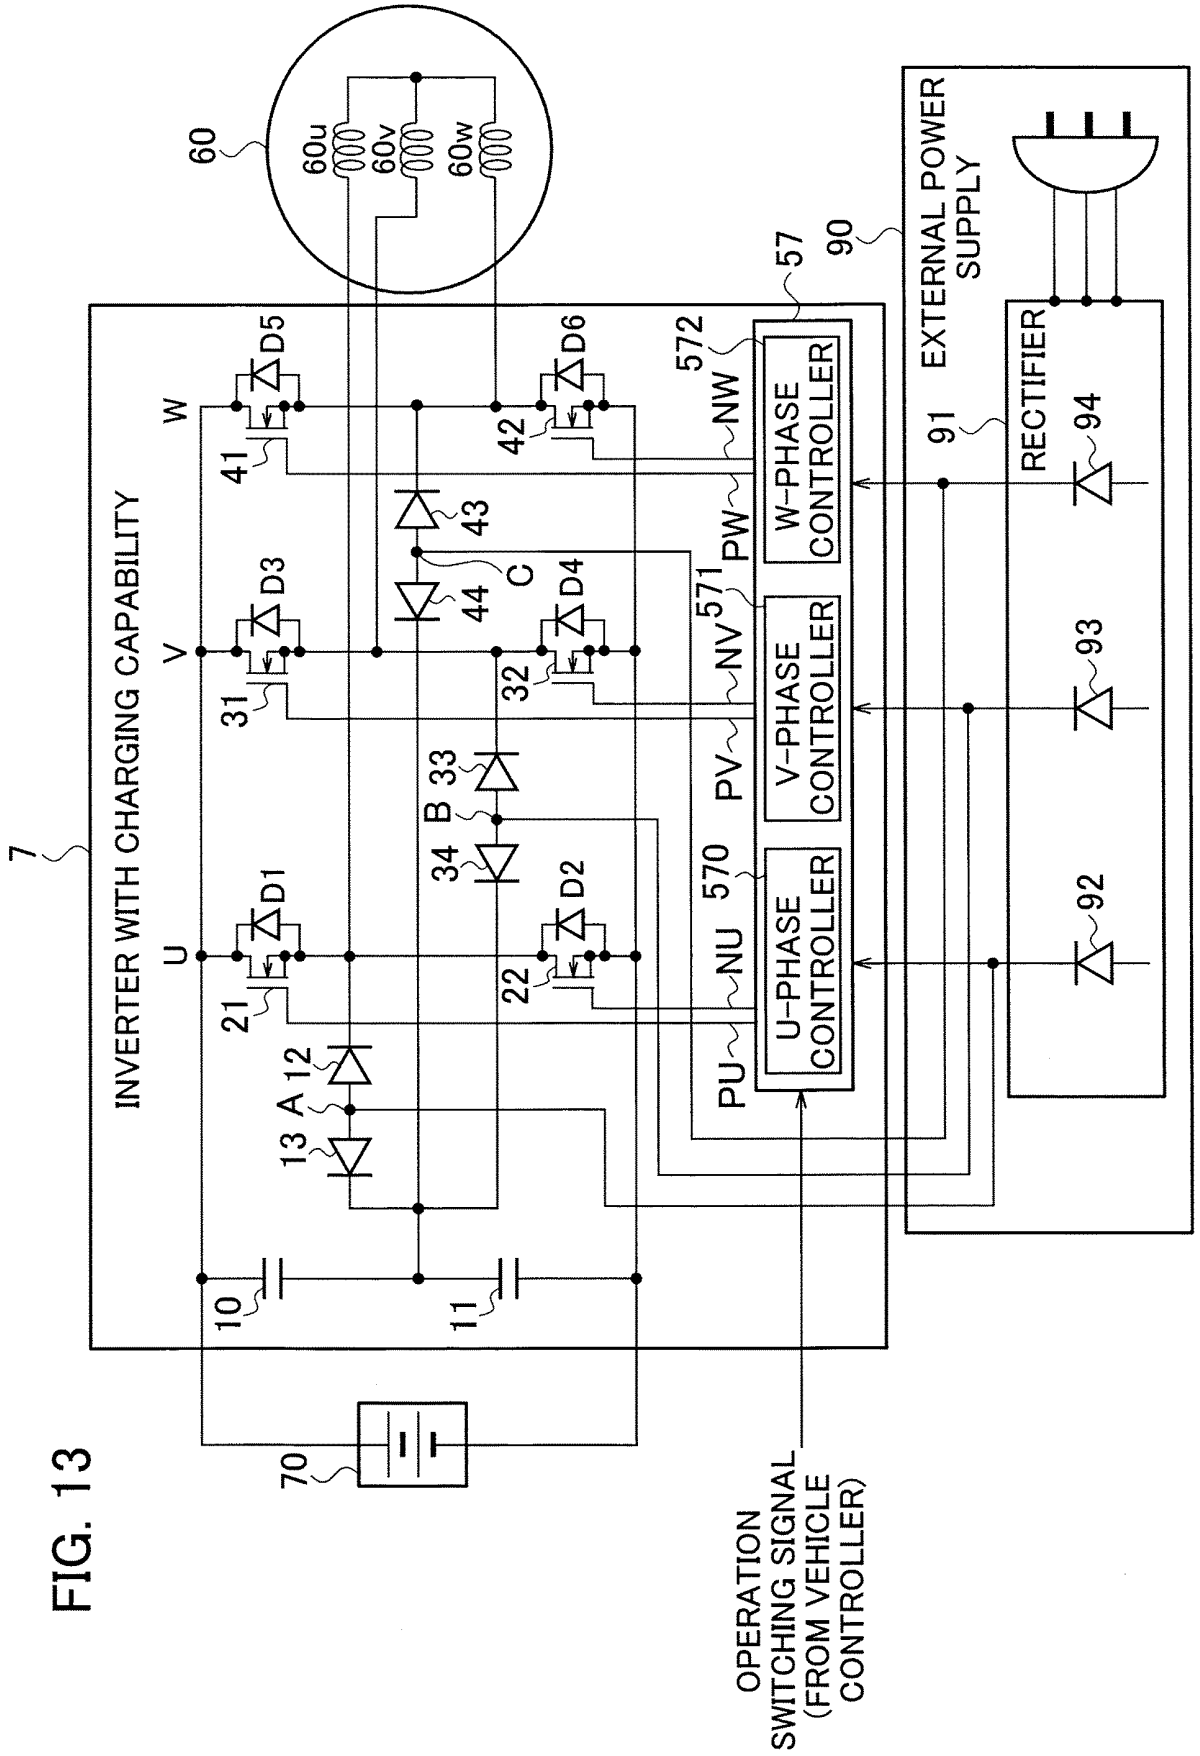 FIG. 13
7
INVERTER WITH CHARGING CAPABILITY
U
V
W
D1
D3
D5
21
31
41
60
60u
60v
60w
10
13
A
12
44
43
C
70
11
34
B
33
22
32
42
D2
D4
D6
PU
NU
570
PV
NV
571
PW
NW
572
57
U-PHASE
CONTROLLER
V-PHASE
CONTROLLER
W-PHASE
CONTROLLER
OPERATION
SWITCHING SIGNAL
(FROM VEHICLE
CONTROLLER)
90
EXTERNAL POWER
SUPPLY
91
RECTIFIER
92
93
94